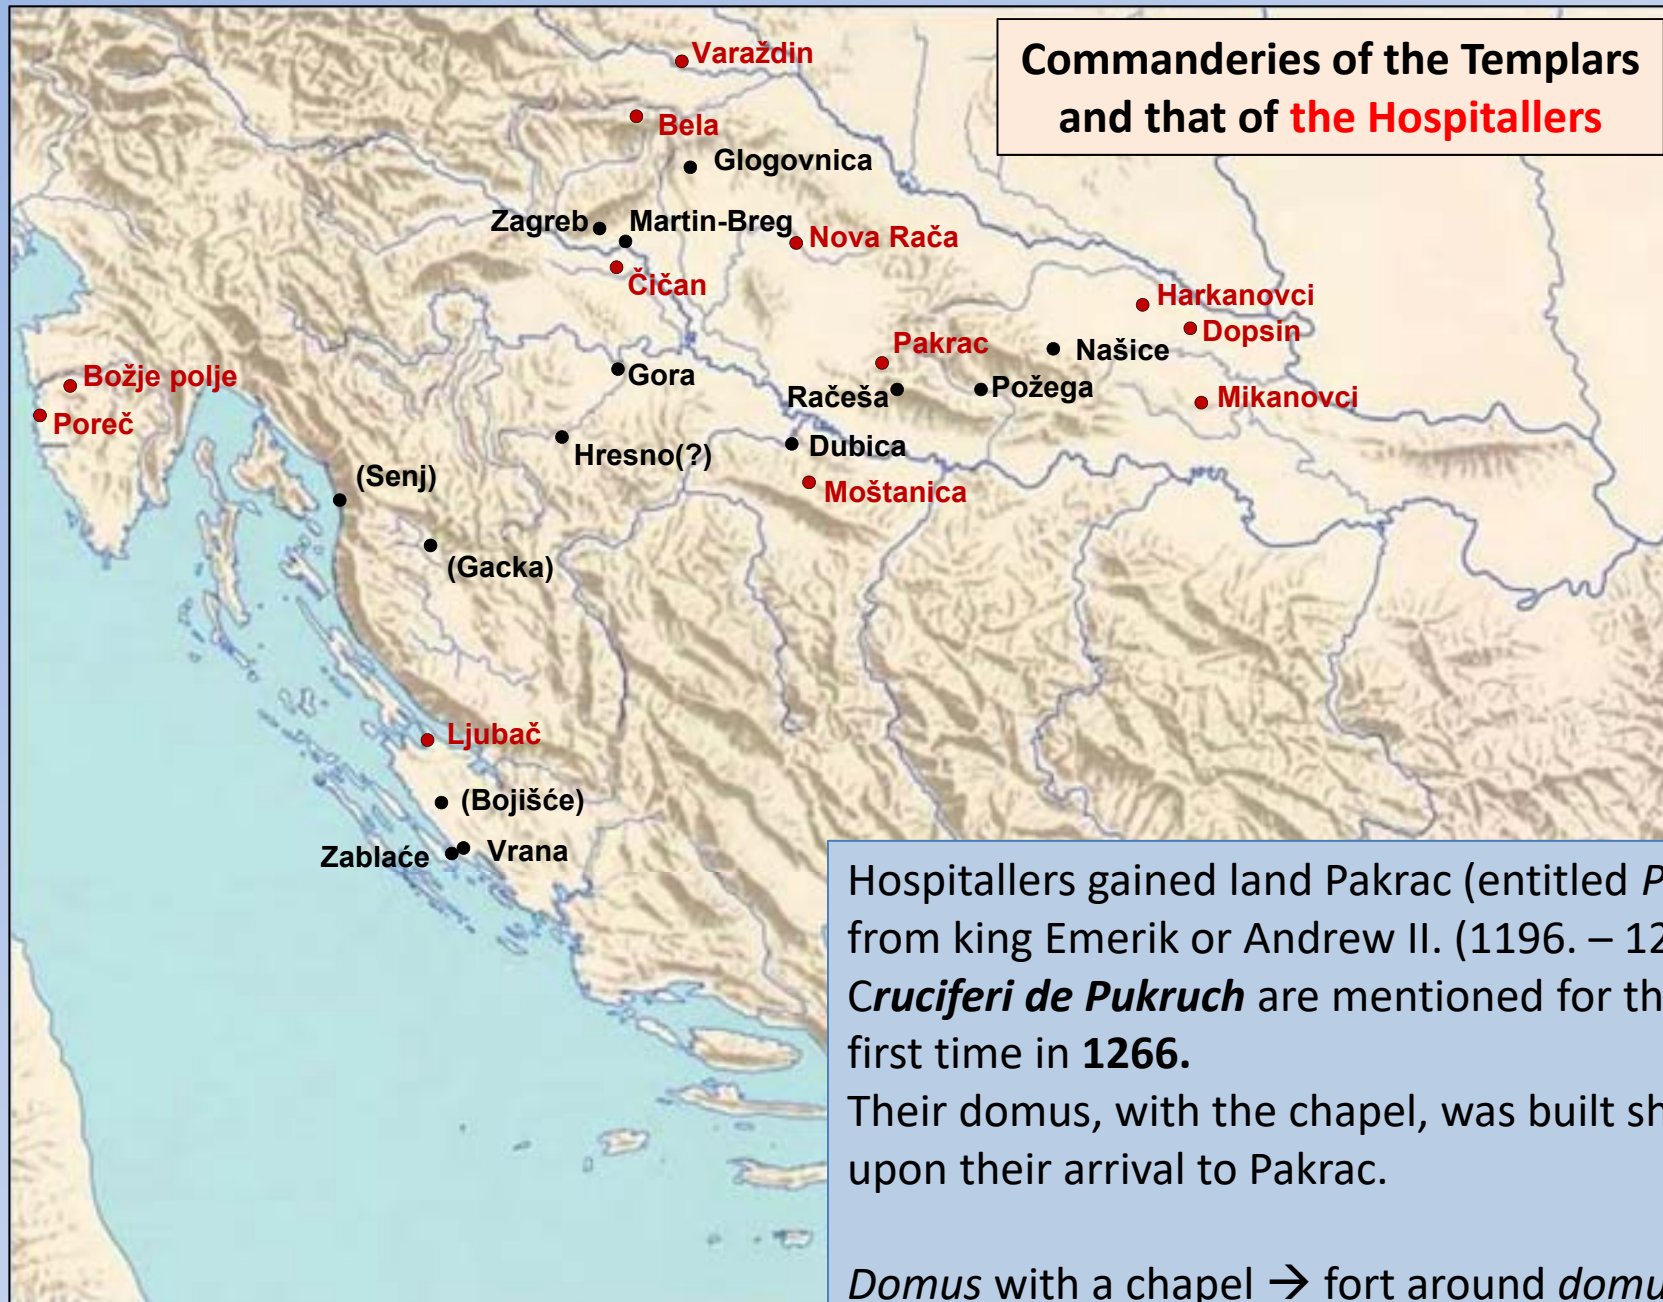 Commanderies of the Templars
and that of the Hospitallers
Varaždin
Bela
Glogovnica
Zagreb
Martin-Breg
Nova Rača
Čičan
Harkanovci
Dopsin
Pakrac
Našice
Gora
Božje polje
Račeša
Požega
Mikanovci
Poreč
Hresno(?)
Dubica
(Senj)
Moštanica
(Gacka)
Ljubač
(Bojišće)
Zablaće
Vrana
Hospitallers gained land Pakrac (entitled
from king Emerik or Andrew II. (1196. –
Cruciferi de Pukruch are mentioned for
first time in 1266.
Their domus, with the chapel, was built
upon their arrival to Pakrac.
Domus with a chapel → fort around